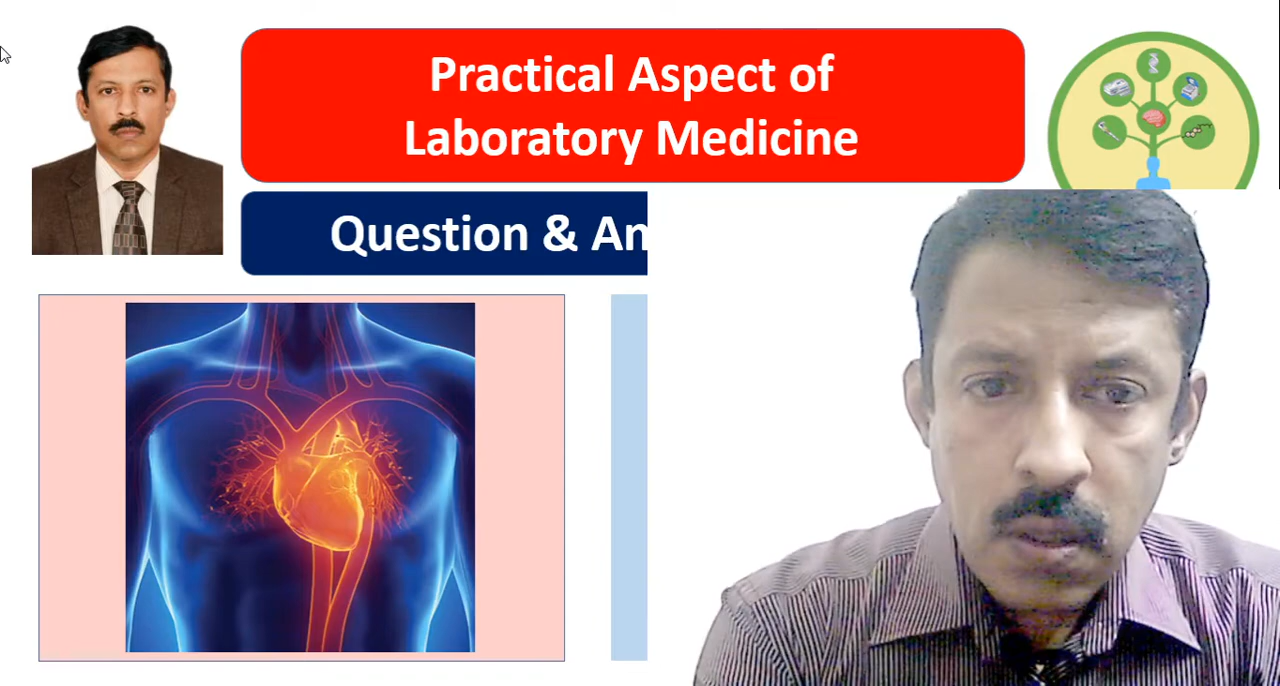 Practical Aspect of
Laboratory Medicine
Question & An